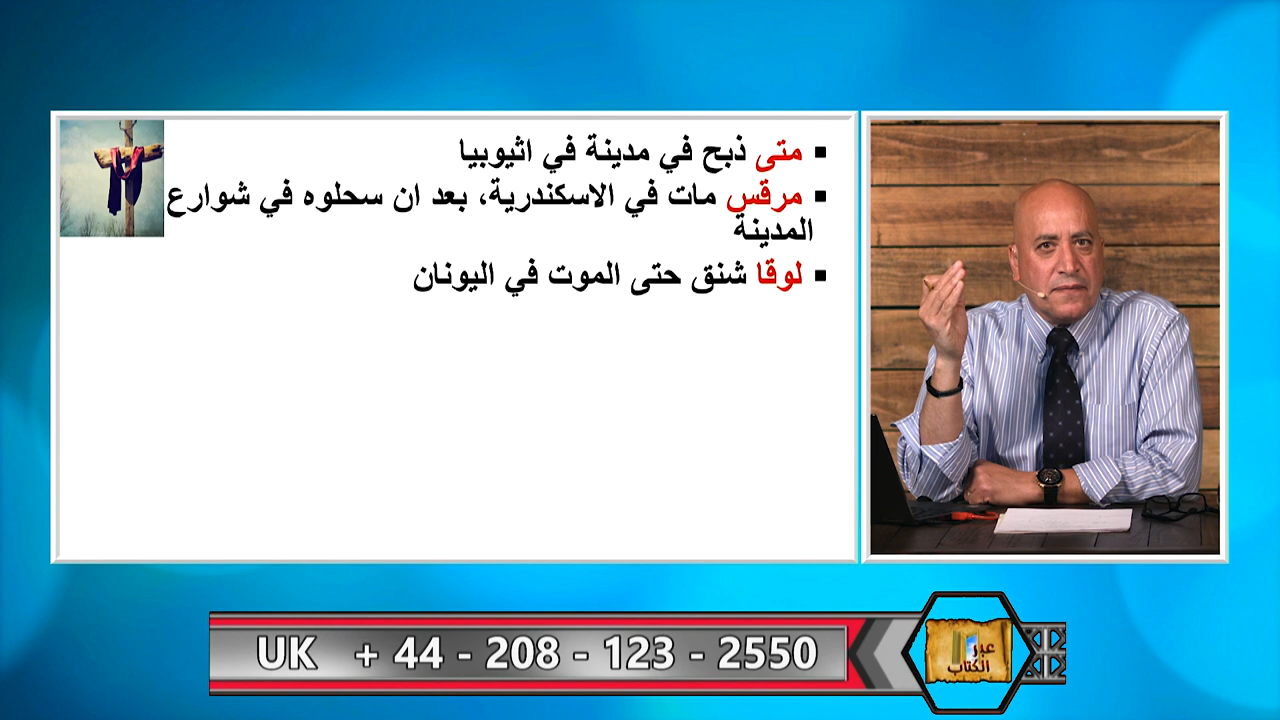 ▪ متى ذبح في مدينة في اثيوبيا
▪ مرقس مات في الاسكندرية، بعد ان سحلوه في شوارع
المدينة
▪ لوقا شنق حتى الموت في اليونان
UK + 44 - 208 - 123 - 2550
عبر
الكتاب